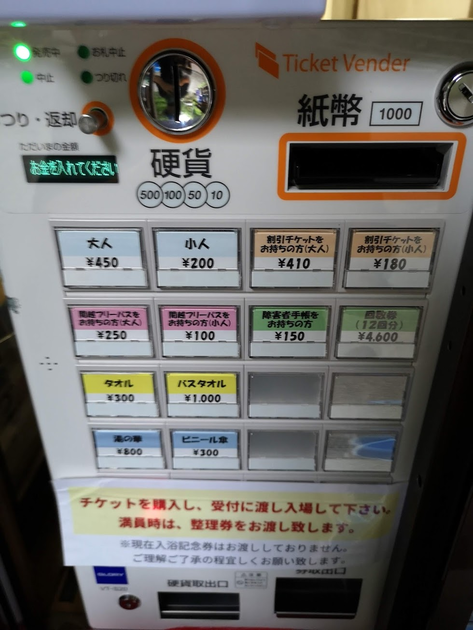 発売中
お札中止
中止
つり切れ
Ticket Vender
つり・返却
紙幣
1000
ただいまの金額
お金を入れてください
硬貨
500 100 50 10
大人
¥450
小人
¥200
割引チケットを
お持ちの方(大人)
¥410
割引チケットを
お持ちの方(小人)
¥180
関越フリーパスを
お持ちの方(大人)
¥250
関越フリーパスを
お持ちの方(小人)
¥100
障害者手帳を
お持ちの方
¥150
回数券
(12回分)
¥4,600
タオル
¥300
バスタオル
¥1,000
湯の華
¥800
ビニール傘
¥300
チケットを購入し、受付に渡し入場して下さい。
満員時は、整理券をお渡し致します。
※現在入浴記念券はお渡ししておりません。
ご理解ご了承の程宜しくお願い致します。
GLORY
硬貨取出口
券取出口